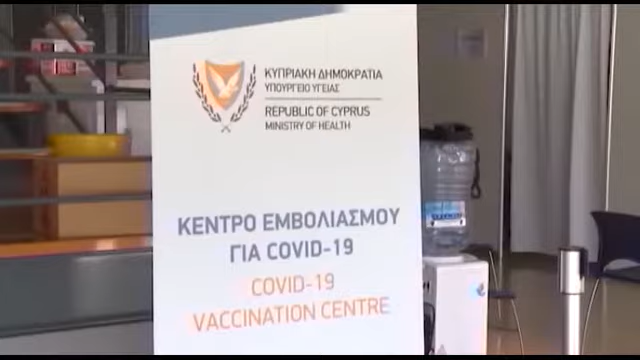 ΚΥΠΡΙΑΚΗ ΔΗΜΟΚΡΑΤΙΑ
ΥΠΟΥΡΓΕΙΟ ΥΓΕΙΑΣ
REPUBLIC OF CYPRUS
MINISTRY OF HEALTH
ΚΕΝΤΡΟ ΕΜΒΟΛΙΑΣΜΟΥ
ΓΙΑ COVID-19
COVID-19
VACCINATION CENTRE